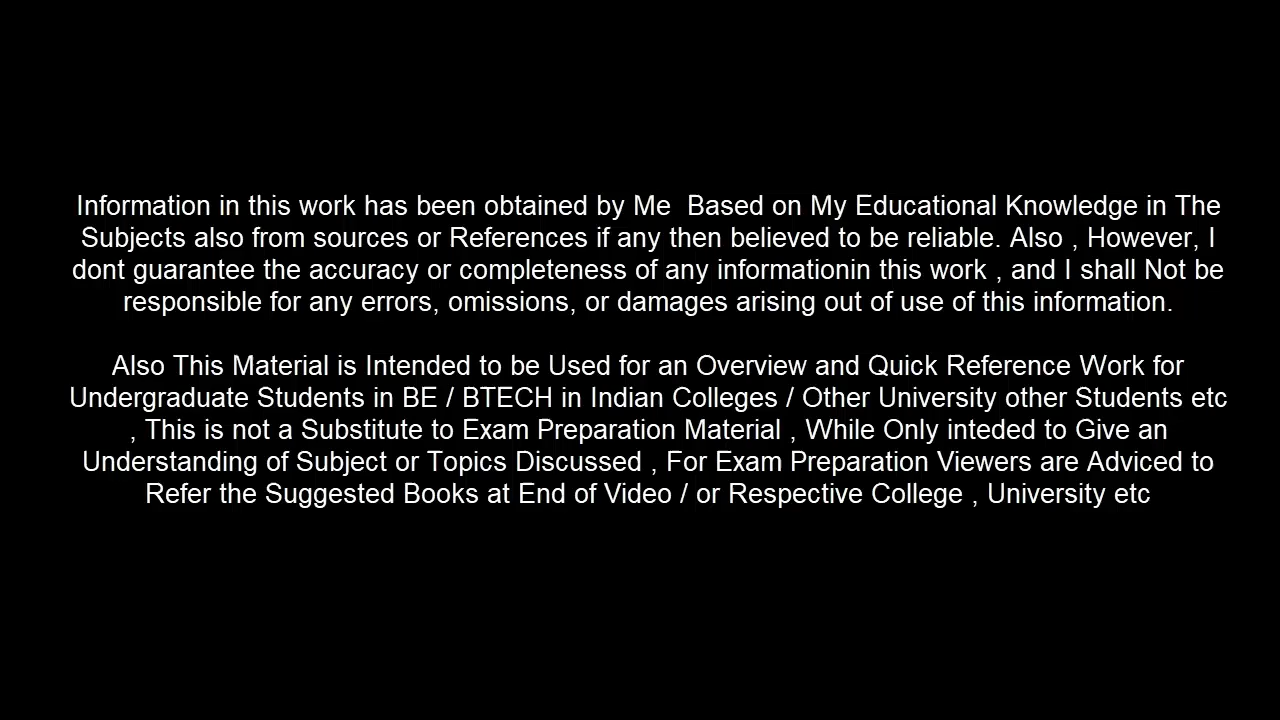 Information in this work has been obtained by Me  Based on My Educational Knowledge in The
Subjects also from sources or References if any then believed to be reliable. Also , However, I
dont guarantee the accuracy or completeness of any informationin this work , and I shall Not be
responsible for any errors, omissions, or damages arising out of use of this information.
Also This Material is Intended to be Used for an Overview and Quick Reference Work for
Undergraduate Students in BE / BTECH in Indian Colleges / Other University other Students etc
, This is not a Substitute to Exam Preparation Material , While Only inteded to Give an
Understanding of Subject or Topics Discussed , For Exam Preparation Viewers are Adviced to
Refer the Suggested Books at End of Video / or Respective College , University etc